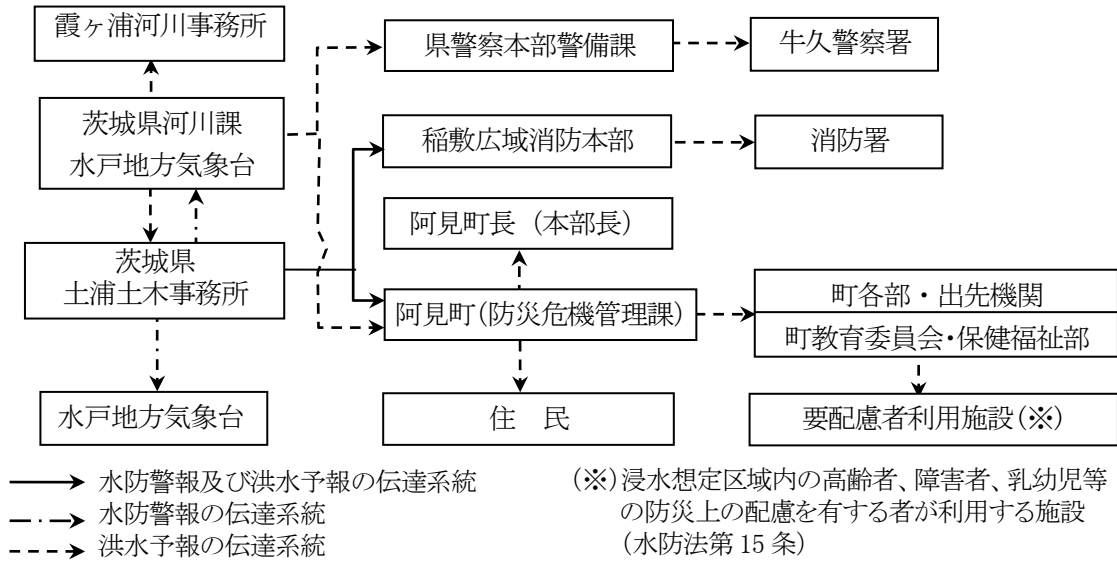 霞ヶ浦河川事務所
県警察本部警備課
牛久警察署
茨城県河川課
水戸地方気象台
稲敷広域消防本部
消防署
阿見町長（本部長）
茨城県
土浦土木事務所
阿見町(防災危機管理課)
町各部・出先機関
町教育委員会・保健福祉部
水戸地方気象台
住　民
要配慮者利用施設(※)
水防警報及び洪水予報の伝達系統
水防警報の伝達系統
洪水予報の伝達系統
(※)浸水想定区域内の高齢者、障害者、乳幼児等
の防災上の配慮を有する者が利用する施設
(水防法第 15 条)